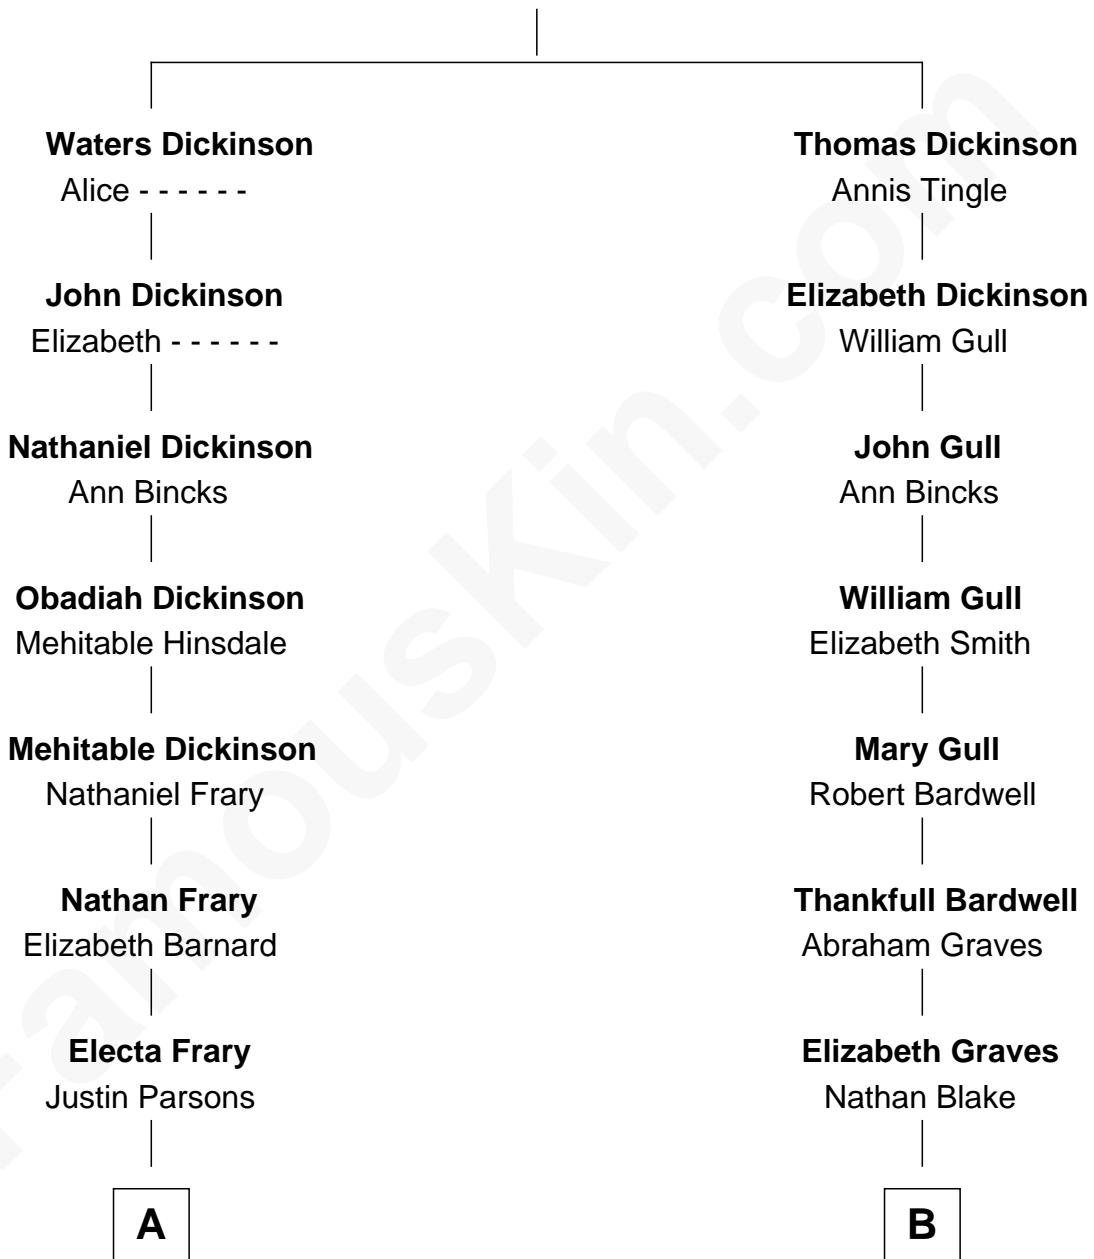 Waters Dickinson
Alice - - - - - -
John Dickinson
Elizabeth - - - - - -
Nathaniel Dickinson
Ann Bincks
Obadiah Dickinson
Mehitable Hinsdale
Mehitable Dickinson
Nathaniel Frary
Nathan Frary
Elizabeth Barnard
Electa Frary
Justin Parsons
A
Thomas Dickinson
Annis Tingle
Elizabeth Dickinson
William Gull
John Gull
Ann Bincks
William Gull
Elizabeth Smith
Mary Gull
Robert Bardwell
Thankfull Bardwell
Abraham Graves
Elizabeth Graves
Nathan Blake
B
FamousKin.com